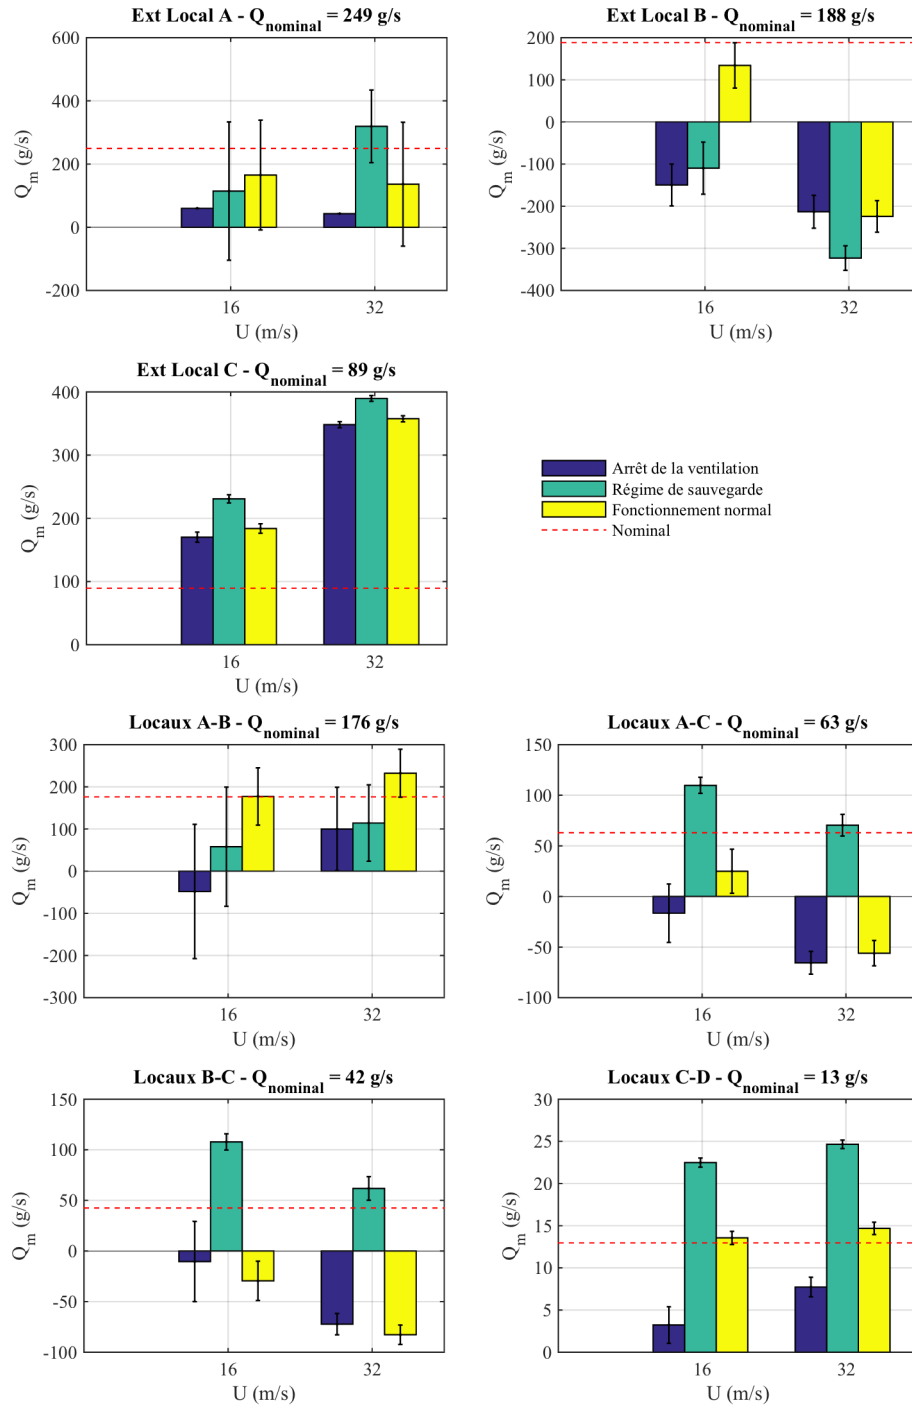 Ext Local A - Qnominal = 249 g/s
600
400
200
0
-200
Qm (g/s)
16
32
U (m/s)
Ext Local B - Qnominal = 188 g/s
200
100
0
-100
-200
-300
-400
Qm (g/s)
16
32
U (m/s)
Ext Local C - Qnominal = 89 g/s
400
300
200
100
0
Qm (g/s)
16
32
U (m/s)
Arrêt de la ventilation
Régime de sauvegarde
Fonctionnement normal
Nominal
Locaux A-B - Qnominal = 176 g/s
300
200
100
0
-100
-200
-300
Qm (g/s)
16
32
U (m/s)
Locaux A-C - Qnominal = 63 g/s
150
100
50
0
-50
-100
Qm (g/s)
16
32
U (m/s)
Locaux B-C - Qnominal = 42 g/s
150
100
50
0
-50
-100
Qm (g/s)
16
32
U (m/s)
Locaux C-D - Qnominal = 13 g/s
30
25
20
15
10
5
0
Qm (g/s)
16
32
U (m/s)